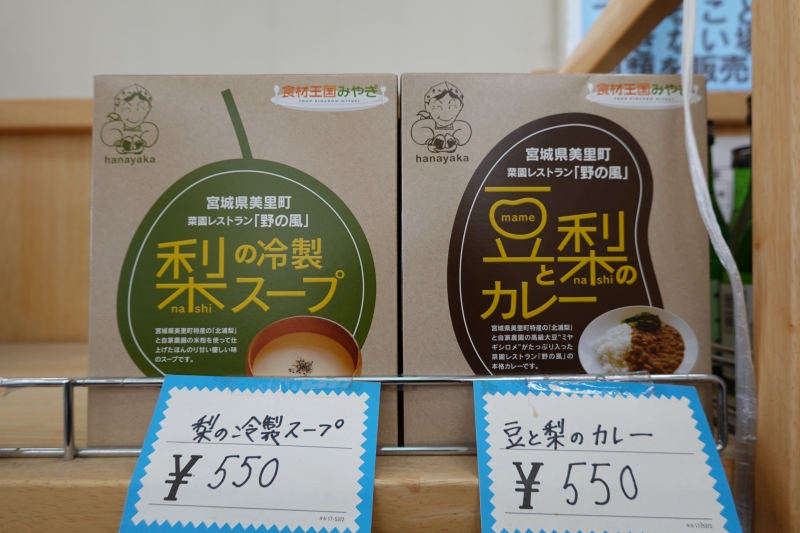 hanayaka
食材王国みやぎ
宮城県美里町
菜園レストラン「野の風」
梨の冷製
nashi スープ
宮城県美里町特産の「北浦梨」
と自家農園の米粉を使って仕
上げたほんのり甘い優しい味
のスープです。
hanayaka
食材王国みやぎ
FOOD KINGDOM MIYAGI
宮城県美里町
菜園レストラン「野の風」
豆と梨の
mame
nashi
カレー
宮城県美里町特産の「北浦梨」
と自家農園の高級大豆"ミヤ
ギシロメ"がたっぷり入った
菜園レストラン「野の風」の
本格カレーです。
梨の冷製スープ
¥550
豆と梨のカレー
¥550